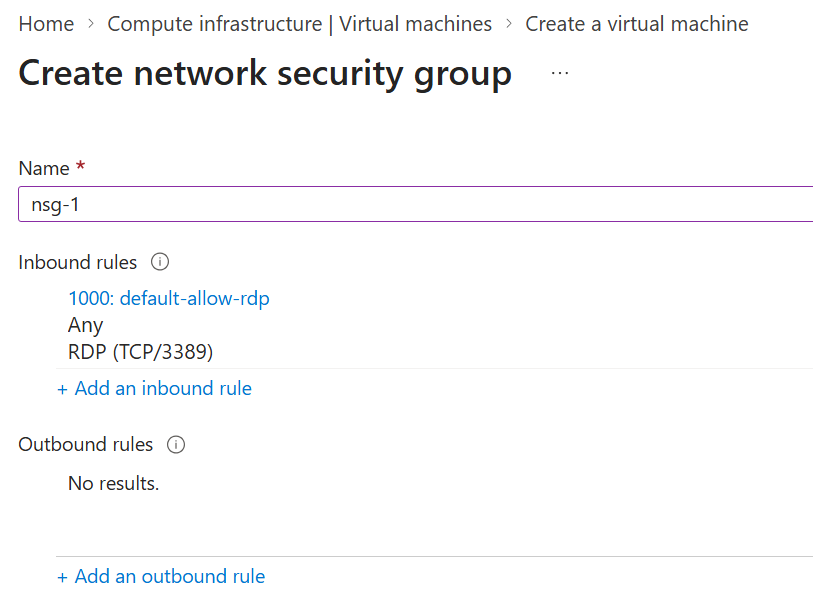 Home > Compute infrastructure | Virtual machines > Create a virtual machine
Create network security group ...
Name *
nsg-1
Inbound rules
1000: default-allow-rdp
Any
RDP (TCP/3389)
+ Add an inbound rule
Outbound rules
No results.
+ Add an outbound rule